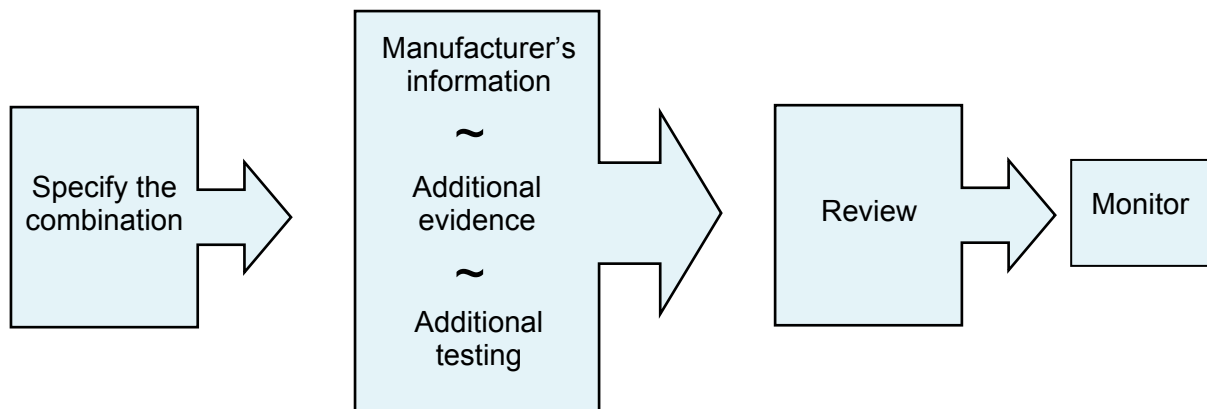 Specify the
combination
Manufacturer’s
information
~
Additional
evidence
~
Additional
testing
Review
Monitor